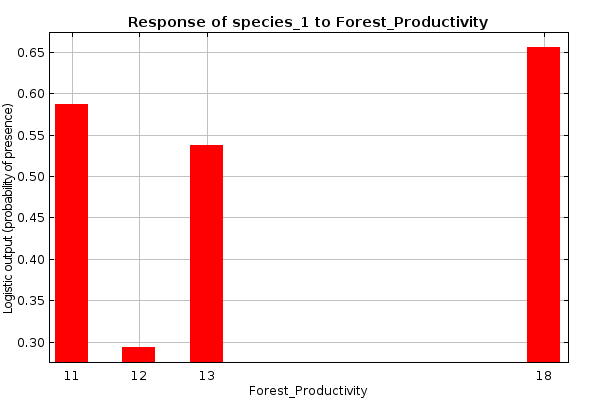 Response of species_1 to Forest_Productivity
Logistic output (probability of presence)
0.65
0.60
0.55
0.50
0.45
0.40
0.35
0.30
11 12 13 18
Forest_Productivity